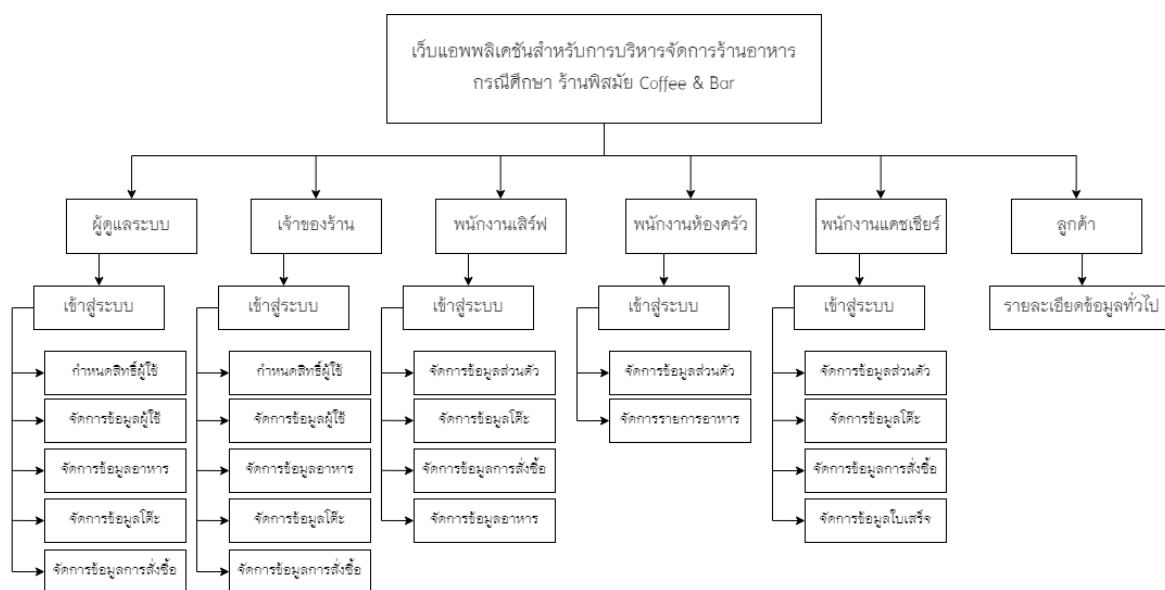 เว็บแอพพลิเคชันสำหรับการบริหารจัดการร้านอาหาร
กรณีศึกษา ร้านพิสมัย Coffee & Bar
ผู้ดูแลระบบ
เจ้าของร้าน
พนักงานเสิร์ฟ
พนักงานห้องครัว
พนักงานแคชเชียร์
ลูกค้า
เข้าสู่ระบบ
เข้าสู่ระบบ
เข้าสู่ระบบ
เข้าสู่ระบบ
เข้าสู่ระบบ
รายละเอียดข้อมูลทั่วไป
กำหนดสิทธิ์ผู้ใช้
กำหนดสิทธิ์ผู้ใช้
จัดการข้อมูลส่วนตัว
จัดการข้อมูลส่วนตัว
จัดการข้อมูลส่วนตัว
จัดการข้อมูลผู้ใช้
จัดการข้อมูลผู้ใช้
จัดการข้อมูลโต๊ะ
จัดการรายการอาหาร
จัดการข้อมูลโต๊ะ
จัดการข้อมูลอาหาร
จัดการข้อมูลอาหาร
จัดการข้อมูลการสั่งซื้อ
จัดการข้อมูลการสั่งซื้อ
จัดการข้อมูลโต๊ะ
จัดการข้อมูลโต๊ะ
จัดการข้อมูลอาหาร
จัดการข้อมูลใบเสร็จ
จัดการข้อมูลการสั่งซื้อ
จัดการข้อมูลการสั่งซื้อ